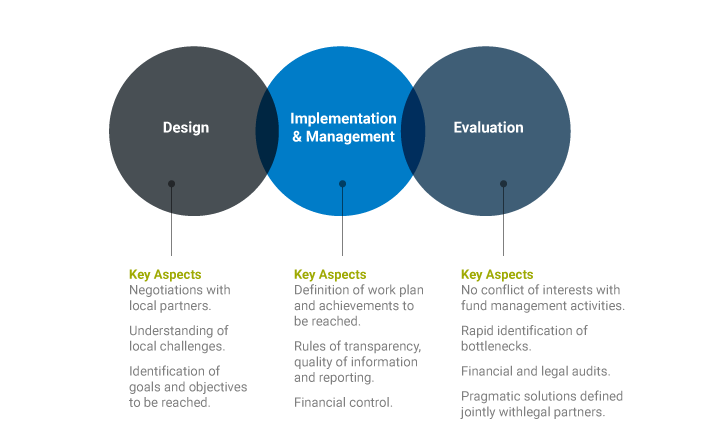 Design
Implementation
& Management
Evaluation
Key Aspects
Negotiations with
local partners.
Understanding of
local challenges.
Identification of
goals and objectives
to be reached.
Key Aspects
Definition of work plan
and achievements to
be reached.
Rules of transparency,
quality of information
and reporting.
Financial control.
Key Aspects
No conflict of interests with
fund management activities.
Rapid identification of
bottlenecks.
Financial and legal audits.
Pragmatic solutions defined
jointly withlegal partners.